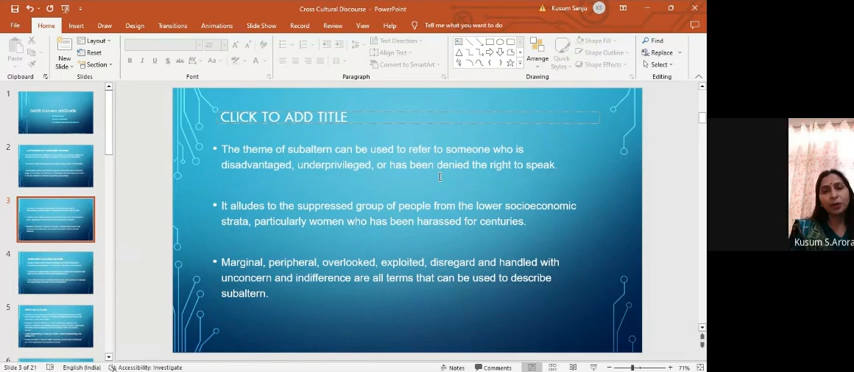 Cross Cultural Discourse - PowerPoint
Kusum Sanju
KS
File
Home
Insert
Draw
Design
Transitions
Animations
Slide Show
Record
Review
View
Help
Tell me what you want to do
Paste
Clipboard
New
Slide
Layout
Reset
Section
Slides
Font
Text Direction
Align Text
Convert to SmartArt
Paragraph
Arrange
Quick
Styles
Shape Fill
Shape Outline
Shape Effects
Drawing
Find
Replace
Select
Editing
1
2
3
4
5
CLICK TO ADD TITLE
• The theme of subaltern can be used to refer to someone who is
disadvantaged, underprivileged, or has been denied the right to speak.
• It alludes to the suppressed group of people from the lower socioeconomic
strata, particularly women who has been harassed for centuries.
• Marginal, peripheral, overlooked, exploited, disregard and handled with
unconcern and indifference are all terms that can be used to describe
subaltern.
Kusum S.Arora
Slide 3 of 21
English (India)
Accessibility: Investigate
Notes
Comments
71%